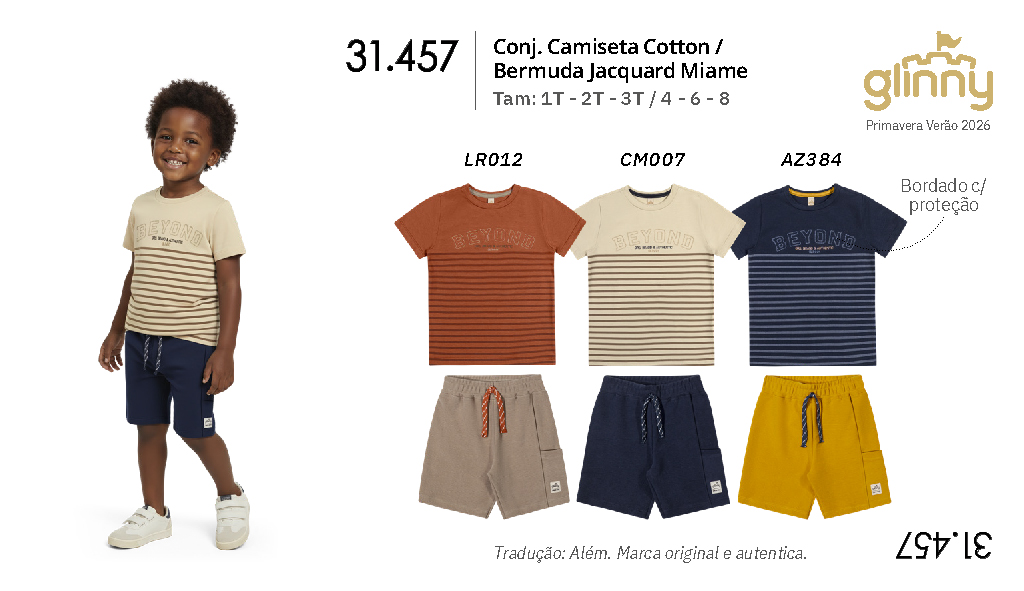 31.457
Conj. Camiseta Cotton /
Bermuda Jacquard Miame
Tam: 1T - 2T - 3T / 4 - 6 - 8
glinny
Primavera Verão 2026
LR012
CM007
AZ384
Bordado c/
proteção
BEYOND
BEYOND
BEYOND
BEYOND
Tradução: Além. Marca original e autentica.
31.457